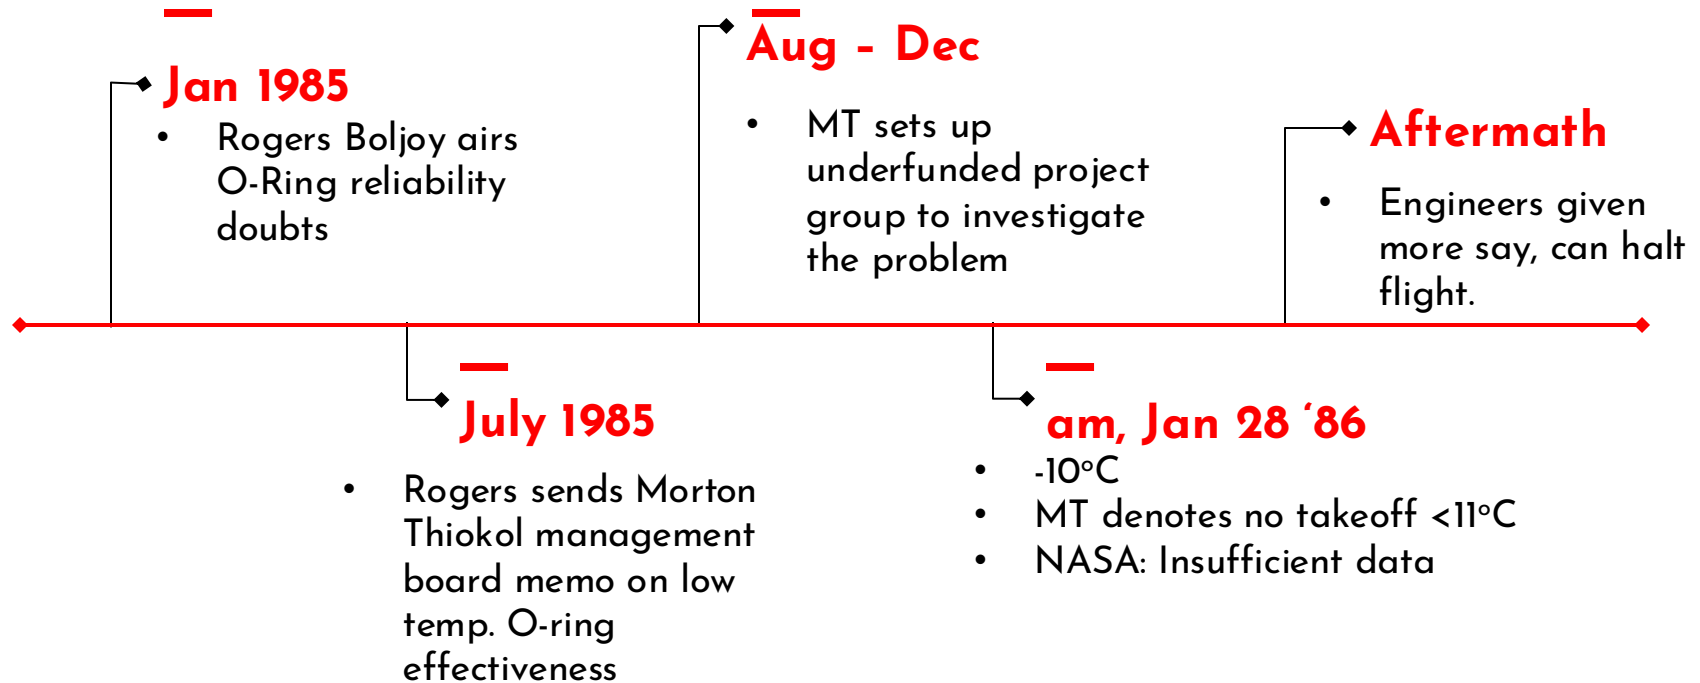 Jan 1985
• Rogers Boljoy airs
O-Ring reliability
doubts
July 1985
• Rogers sends Morton
Thiokol management
board memo on low
temp. O-ring
effectiveness
Aug - Dec
• MT sets up
underfunded project
group to investigate
the problem
am, Jan 28 ‘86
• -10°C
• MT denotes no takeoff <11°C
• NASA: Insufficient data
Aftermath
• Engineers given
more say, can halt
flight.